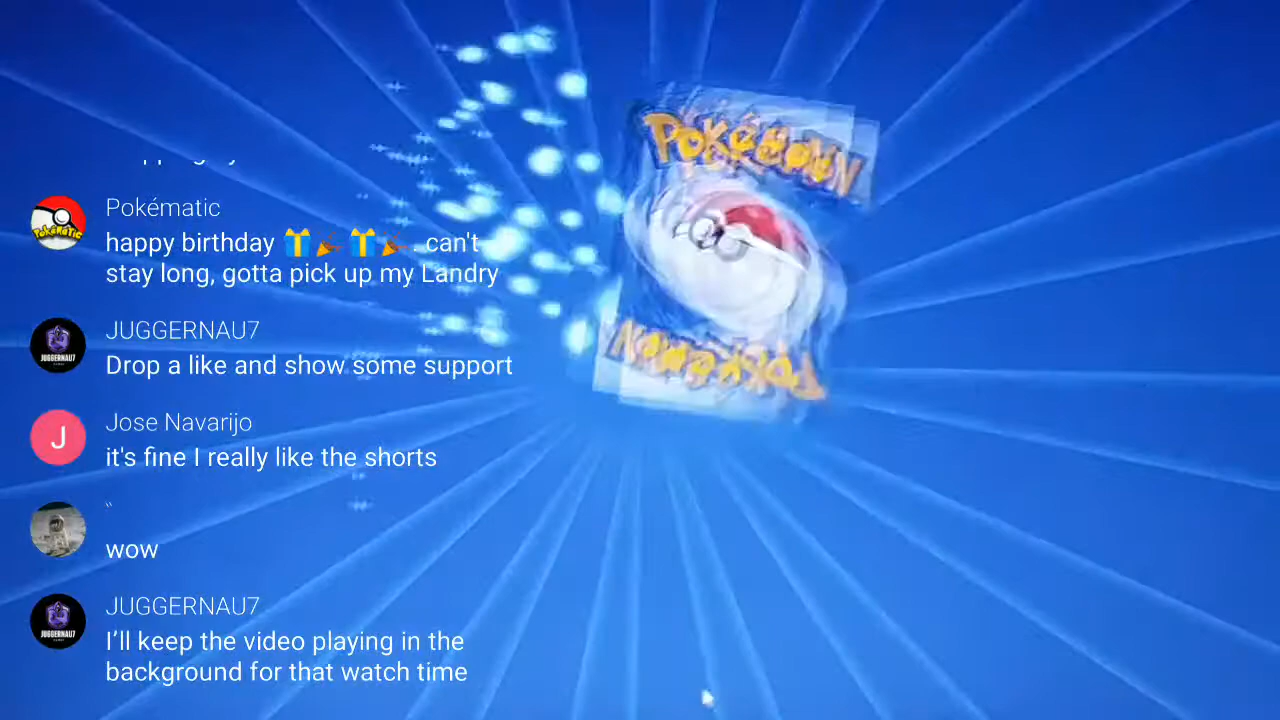 Pokématic
happy birthday 🎁🎉🎁🎉. can't
stay long, gotta pick up my Landry
JUGGERNAU7
Drop a like and show some support
Jose Navarijo
it's fine I really like the shorts
wow
JUGGERNAU7
I'll keep the video playing in the
background for that watch time
POKéMON
POKéMON